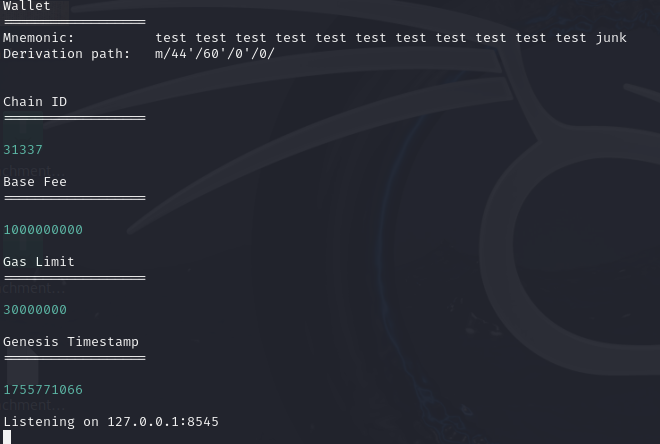 Wallet
==================
Mnemonic:          test test test test test test test test test test test junk
Derivation path:   m/44'/60'/0'/0/
Chain ID
==================
31337
Base Fee
==================
1000000000
Gas Limit
==================
30000000
Genesis Timestamp
==================
1755771066
Listening on 127.0.0.1:8545